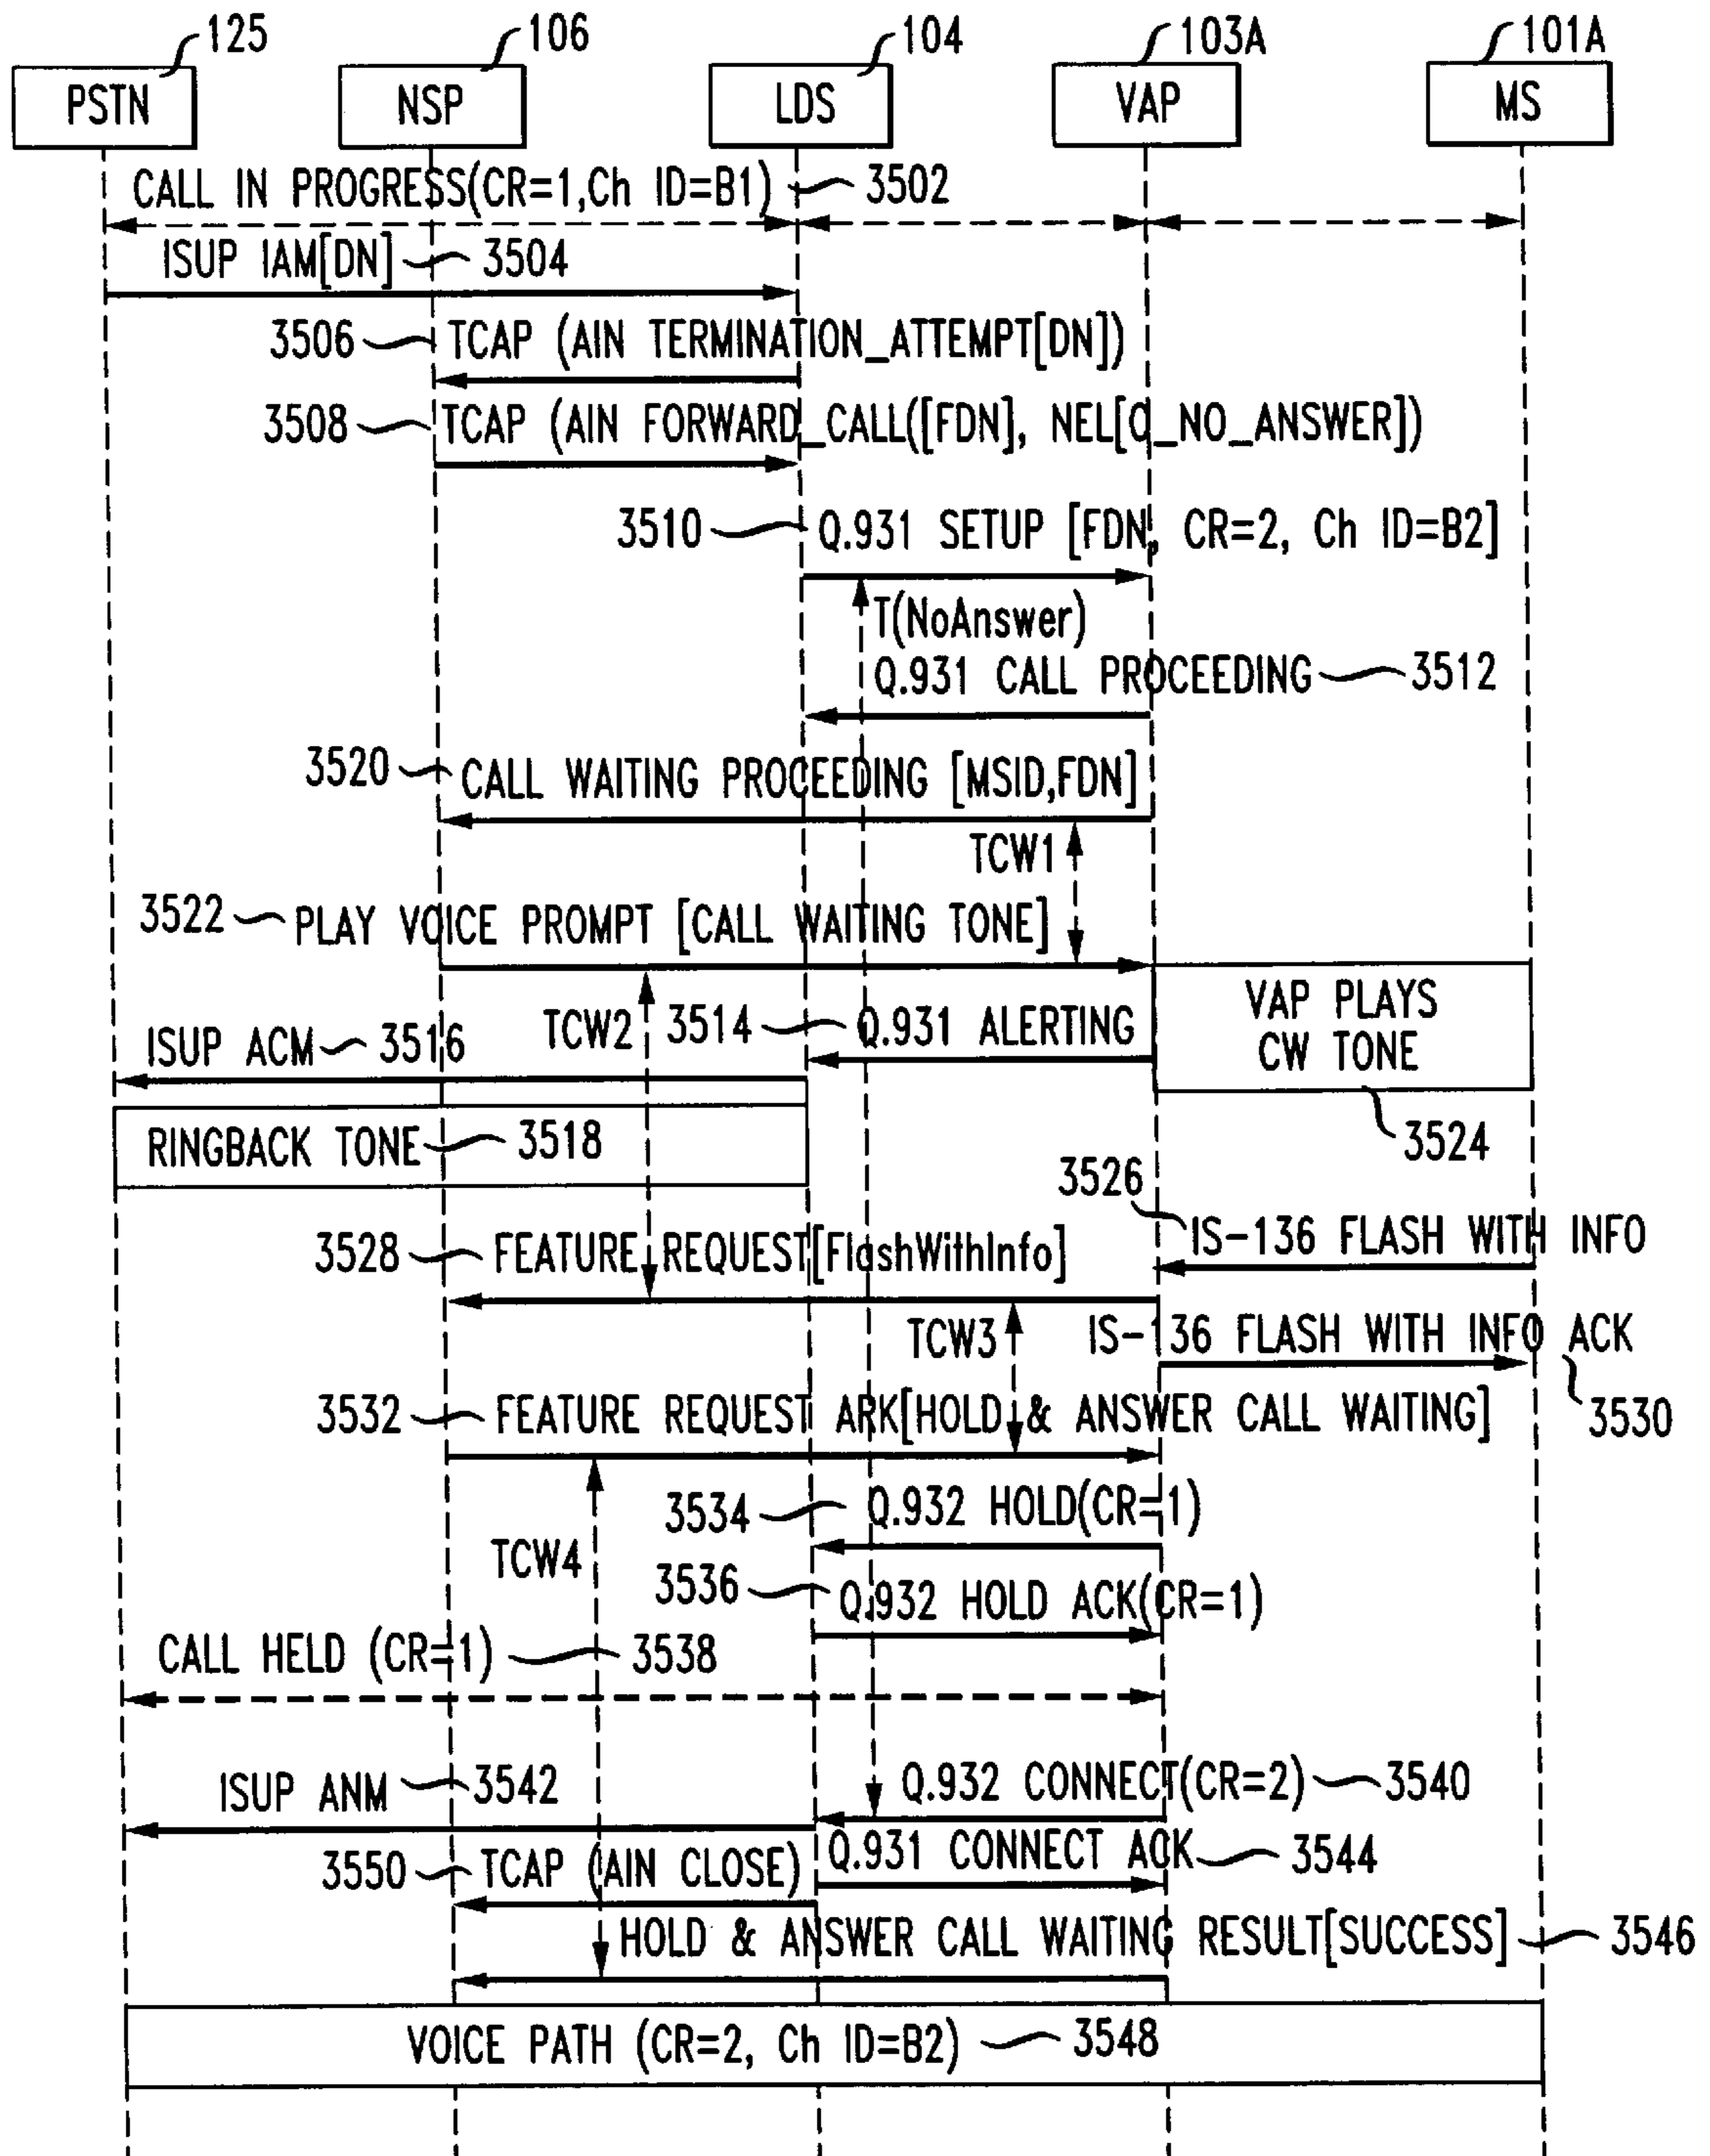 125 106 104 103A 101A
PSTN NSP LDS VAP MS
CALL IN PROGRESS(CR=1,Ch ID=B1) 3502
ISUP IAM[DN] 3504
3506 TCAP (AIN TERMINATION_ATTEMPT[DN])
3508 TCAP (AIN FORWARD_CALL([FDN], NEL[O_NO_ANSWER])
3510 Q.931 SETUP [FDN, CR=2, Ch ID=B2]
T(NoAnswer)
Q.931 CALL PROCEEDING 3512
3520 CALL WAITING PROCEEDING [MSID,FDN]
TCW1
3522 PLAY VOICE PROMPT [CALL WAITING TONE]
VAP PLAYS
CW TONE
3524
TCW2 3514 Q.931 ALERTING
ISUP ACM 3516
RINGBACK TONE 3518
3526
IS-136 FLASH WITH INFO
3528 FEATURE REQUEST[FlashWithInfo]
TCW3 IS-136 FLASH WITH INFO ACK
3530
3532 FEATURE REQUEST ARK[HOLD & ANSWER CALL WAITING]
3534 Q.932 HOLD(CR=1)
TCW4
3536 Q.932 HOLD ACK(CR=1)
CALL HELD (CR=1) 3538
Q.932 CONNECT(CR=2) 3540
ISUP ANM 3542
Q.931 CONNECT ACK 3544
3550 TCAP (AIN CLOSE)
HOLD & ANSWER CALL WAITING RESULT[SUCCESS] 3546
VOICE PATH (CR=2, Ch ID=B2) 3548